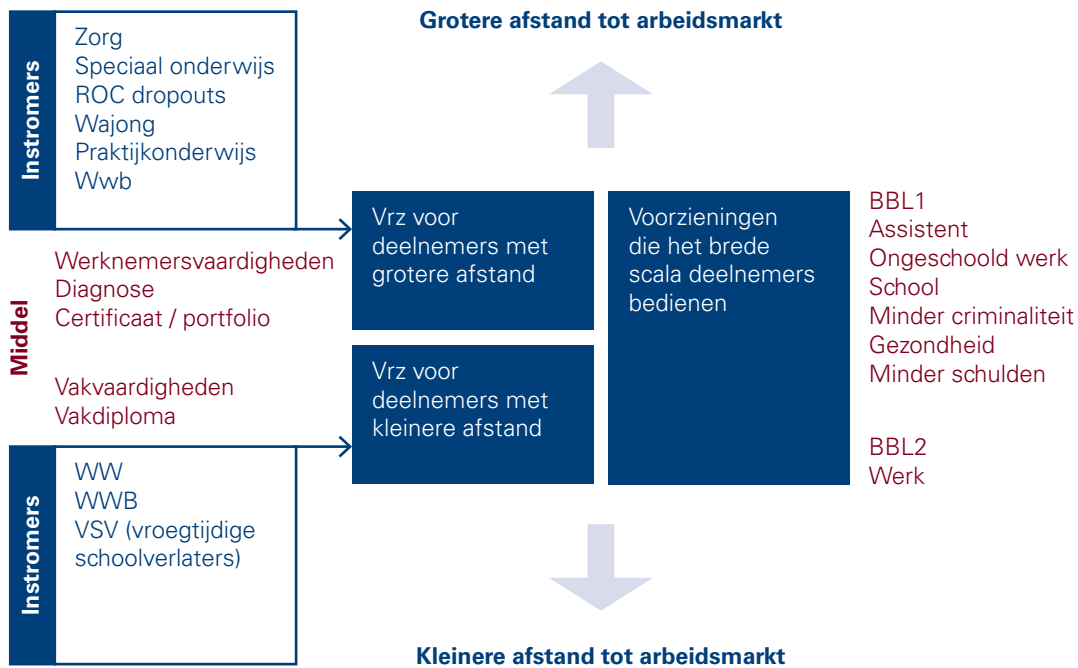 Grotere afstand tot arbeidsmarkt
Instromers
Zorg
Speciaal onderwijs
ROC dropouts
Wajong
Praktijkonderwijs
Wwb
Middel
Werknemersvaardigheden
Diagnose
Certificaat / portfolio
Vakvaardigheden
Vakdiploma
Instromers
WW
WWB
VSV (vroegtijdige
schoolverlaters)
Vrz voor
deelnemers met
grotere afstand
Vrz voor
deelnemers met
kleinere afstand
Voorzieningen
die het brede
scala deelnemers
bedienen
BBL1
Assistent
Ongeschoold werk
School
Minder criminaliteit
Gezondheid
Minder schulden
BBL2
Werk
Kleinere afstand tot arbeidsmarkt